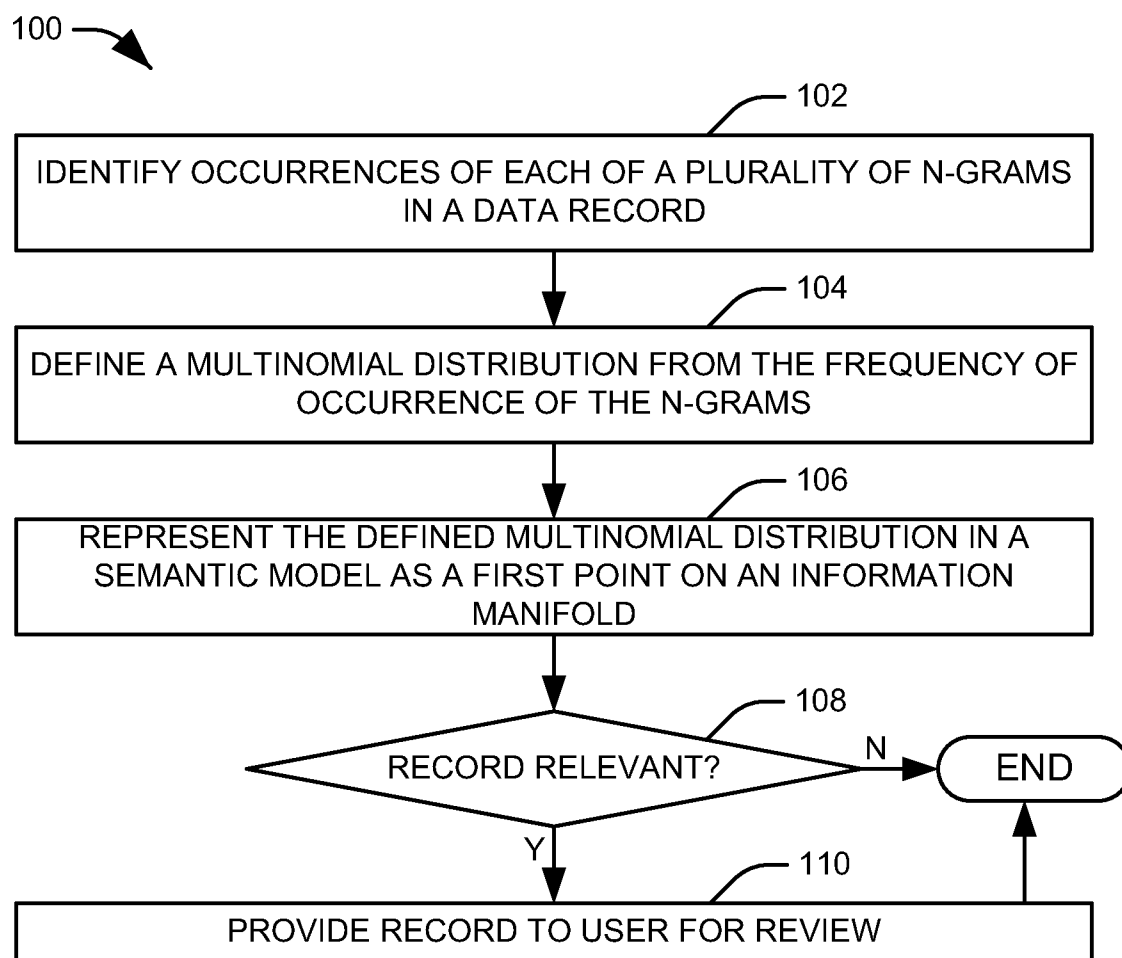 100
102
IDENTIFY OCCURRENCES OF EACH OF A PLURALITY OF N-GRAMS
IN A DATA RECORD
104
DEFINE A MULTINOMIAL DISTRIBUTION FROM THE FREQUENCY OF
OCCURRENCE OF THE N-GRAMS
106
REPRESENT THE DEFINED MULTINOMIAL DISTRIBUTION IN A
SEMANTIC MODEL AS A FIRST POINT ON AN INFORMATION
MANIFOLD
108
RECORD RELEVANT?
N
END
Y
110
PROVIDE RECORD TO USER FOR REVIEW